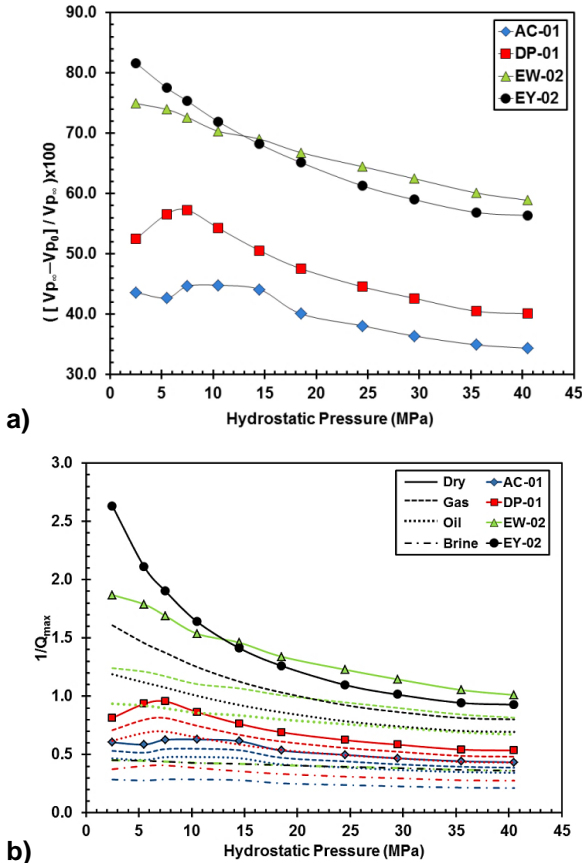 90.0
80.0
70.0
60.0
50.0
40.0
30.0
([Vp∞—Vp0] / Vp∞)x100
AC-01
DP-01
EW-02
EY-02
0 5 10 15 20 25 30 35 40 45
Hydrostatic Pressure (MPa)
a)
3.0
2.5
2.0
1.5
1.0
0.5
0.0
1/Qmax
Dry AC-01
Gas DP-01
Oil EW-02
Brine EY-02
0 5 10 15 20 25 30 35 40 45
Hydrostatic Pressure (MPa)
b)